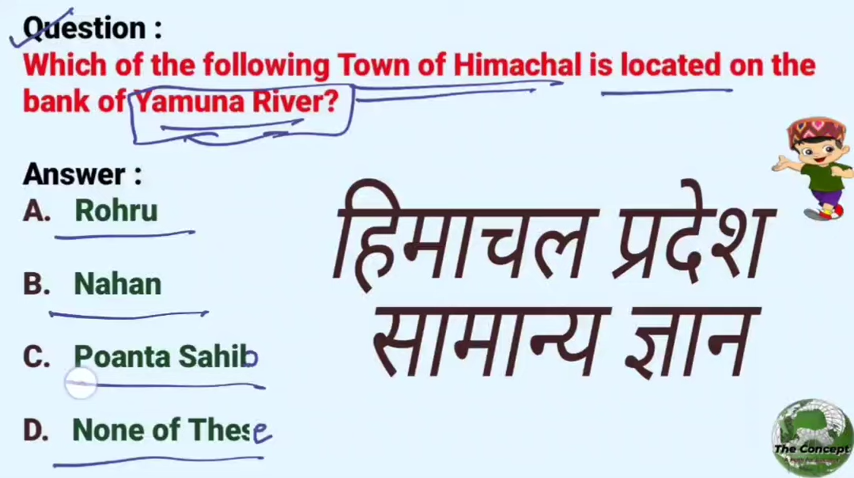 Question :
Which of the following Town of Himachal is located on the
bank of Yamuna River?
Answer :
A. Rohru
B. Nahan
C. Poanta Sahib
D. None of These
हिमाचल प्रदेश
सामान्य ज्ञान
The Concept